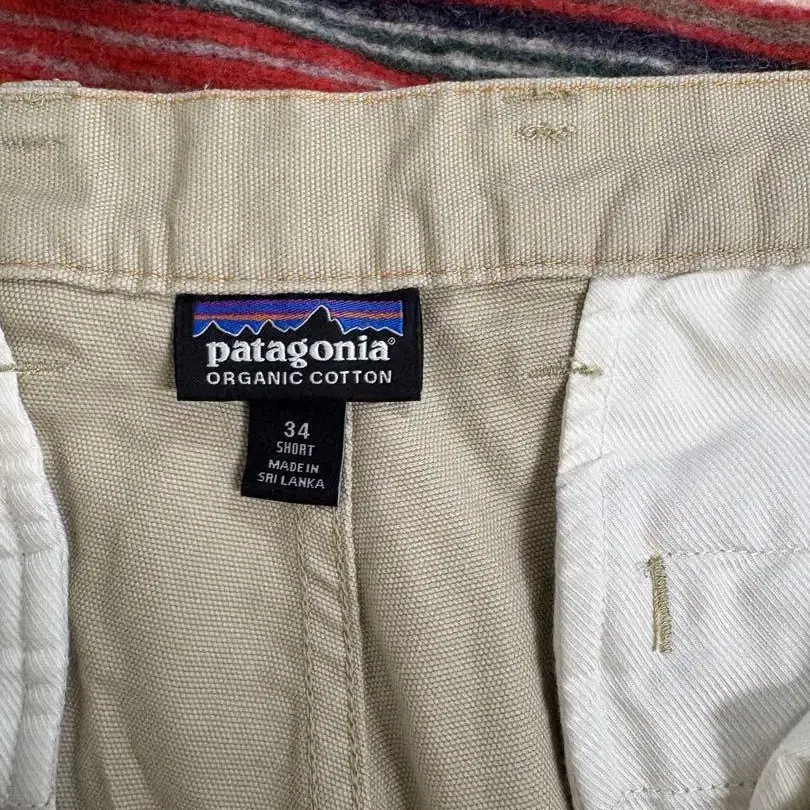 patagonia®
ORGANIC COTTON
34
SHORT
MADE IN
SRI LANKA